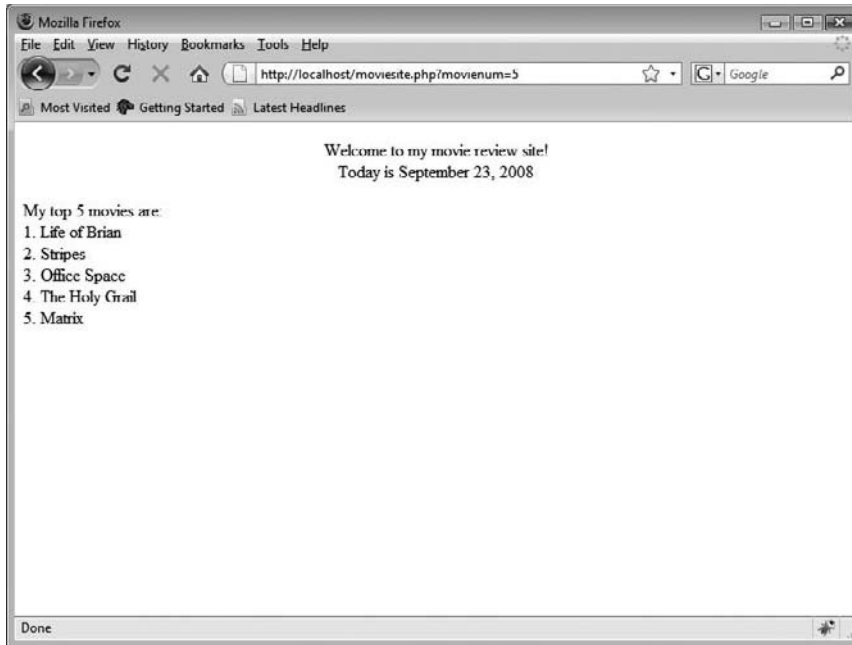 Mozilla Firefox
File Edit View History Bookmarks Tools Help
http://localhost/moviesite.php?movienum=5
G Google
Most Visited Getting Started Latest Headlines
Welcome to my movie review site!
Today is September 23, 2008
My top 5 movies are:
1. Life of Brian
2. Stripes
3. Office Space
4. The Holy Grail
5. Matrix
Done